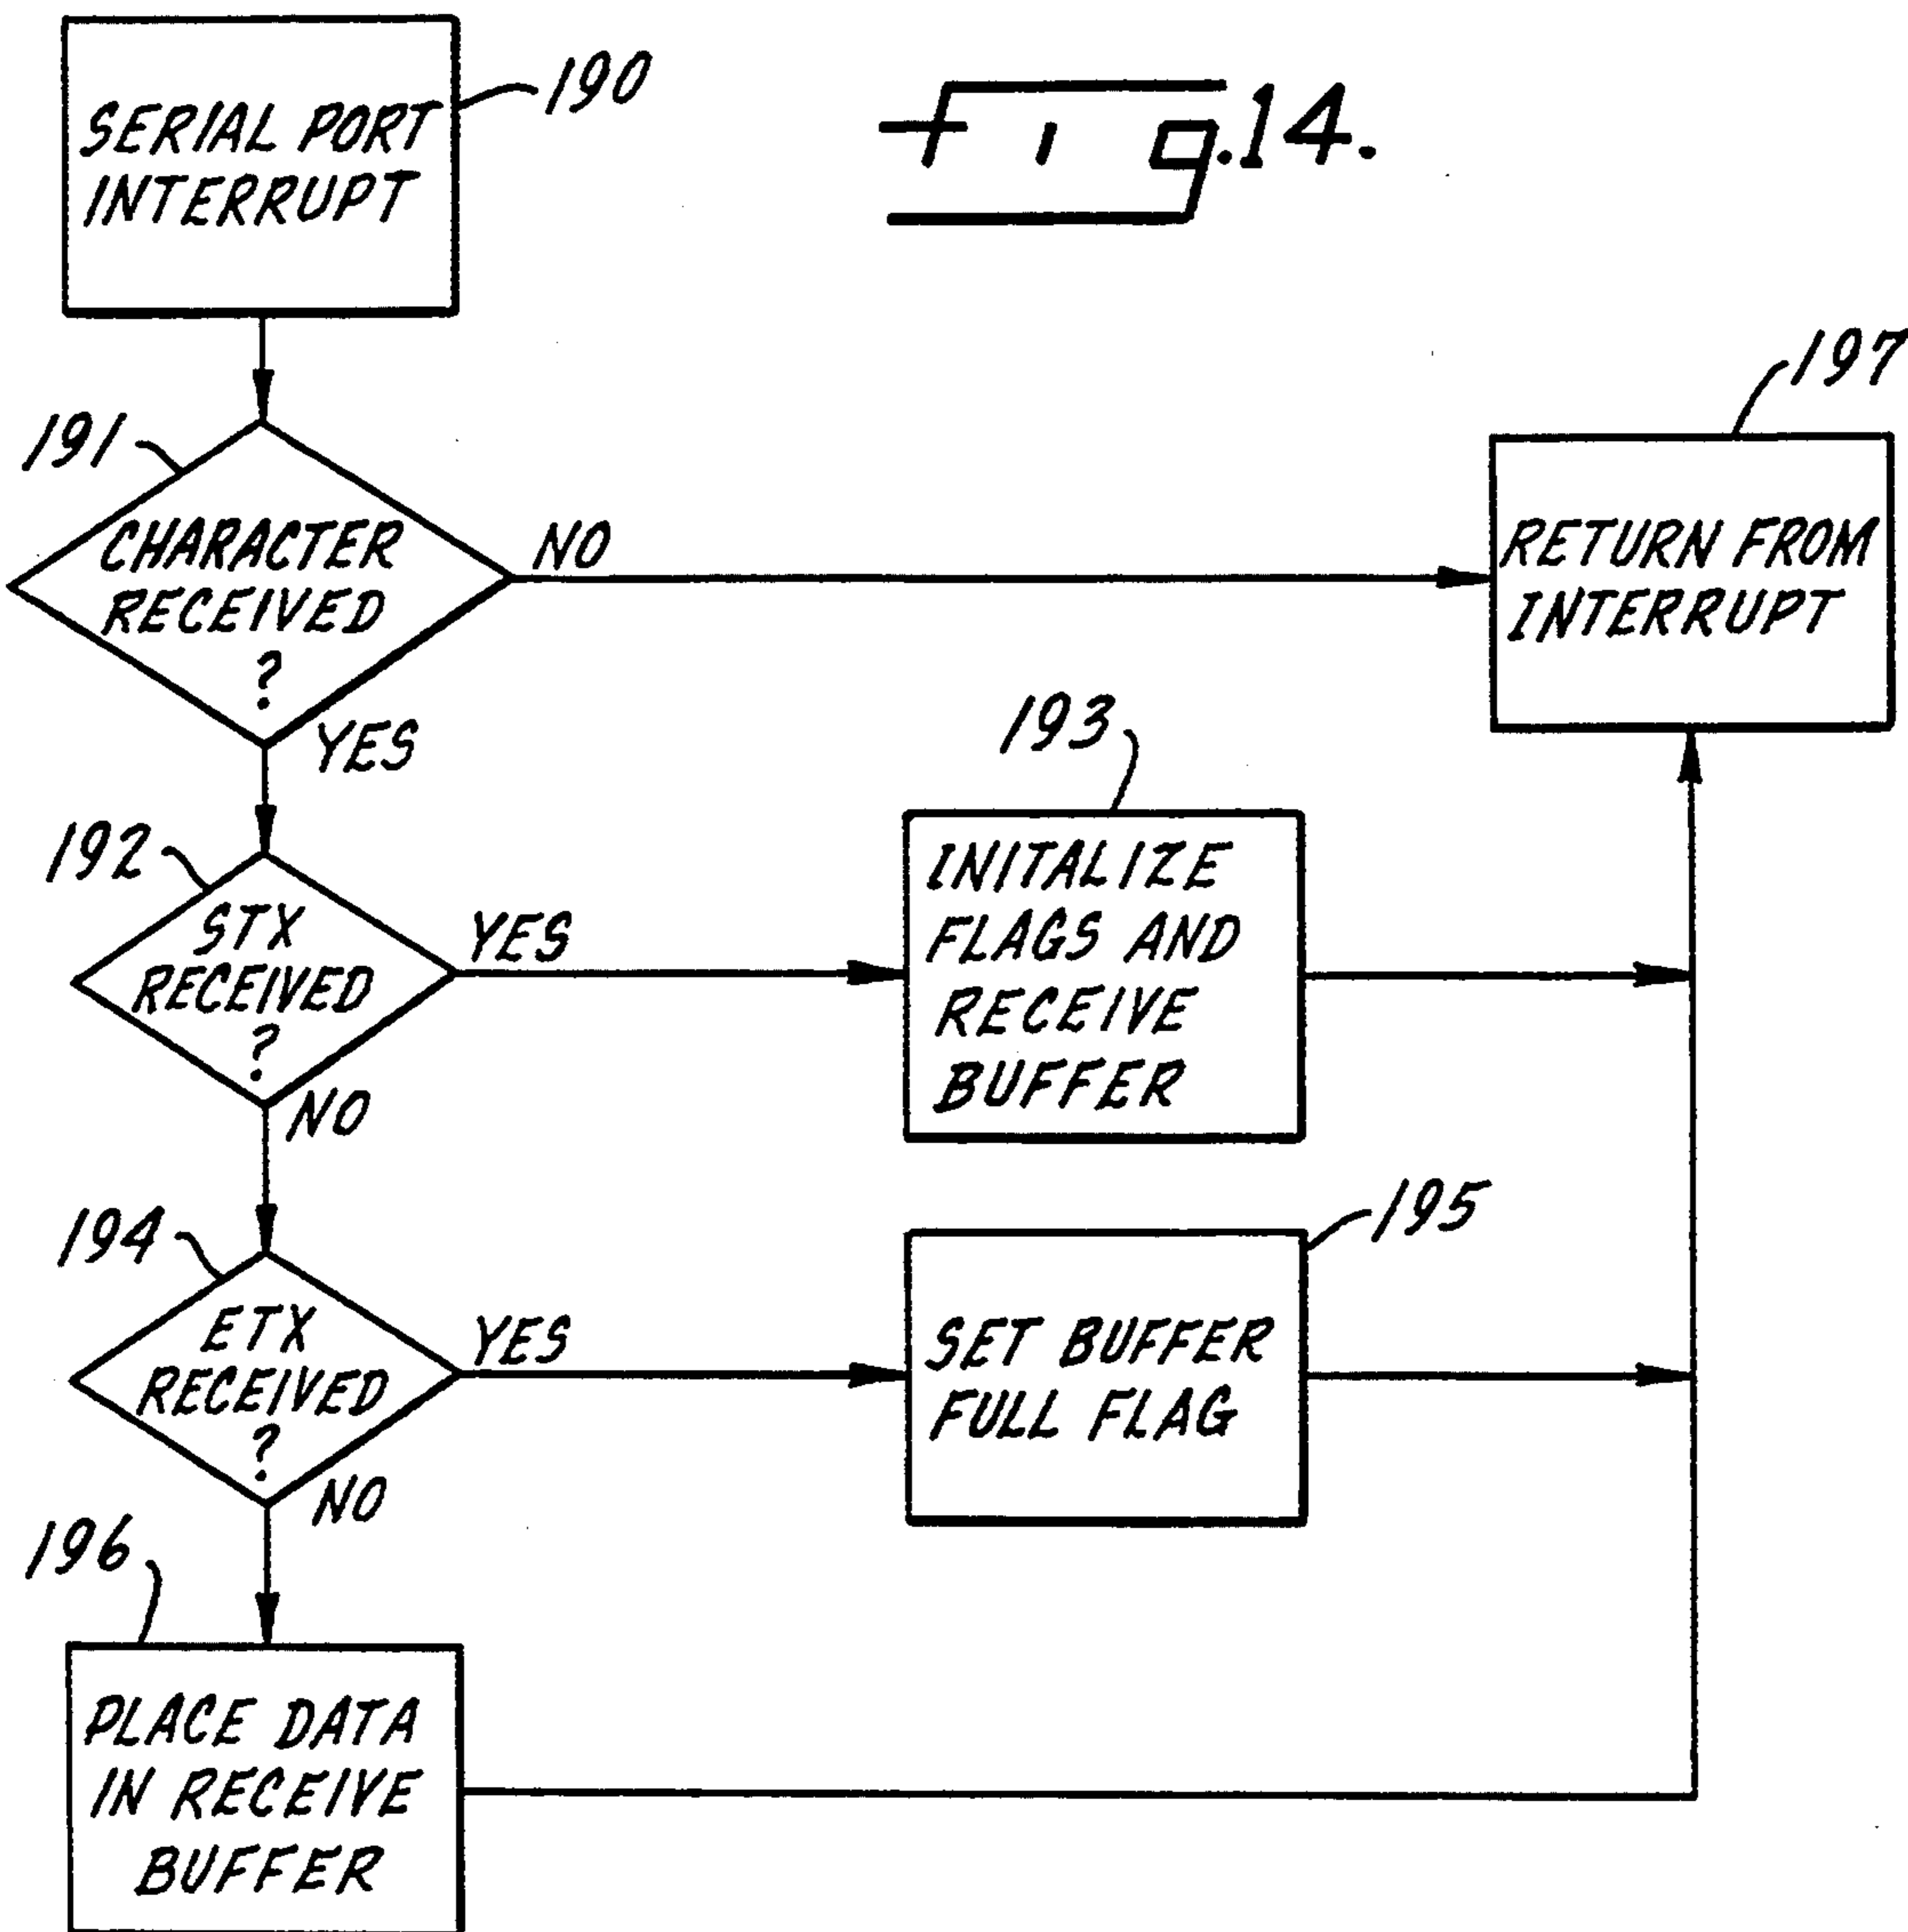 SERIAL PORT
INTERRUPT
190
Fig.14.
191
CHARACTER
RECEIVED
?
NO
YES
197
RETURN FROM
INTERRUPT
192
STX
RECEIVED
?
YES
NO
193
INITALIZE
FLAGS AND
RECEIVE
BUFFER
194
ETX
RECEIVED
?
YES
NO
195
SET BUFFER
FULL FLAG
196
PLACE DATA
IN RECEIVE
BUFFER